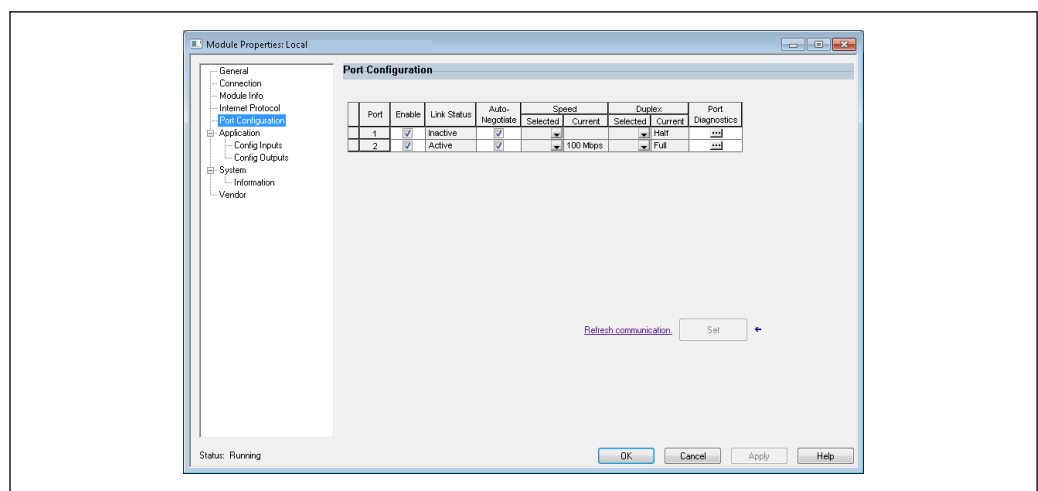 Module Properties: Local
General
Connection
Module Info
Internet Protocol
Port Configuration
Application
Config Inputs
Config Outputs
System
Information
Vendor
Port Configuration
Port Enable Link Status Auto-Negotiate Speed Duplex Port Diagnostics
Selected Current Selected Current
1 Inactive Half ...
2 Active 100 Mbps Full ...
Refresh communication. Set
Status: Running OK Cancel Apply Help